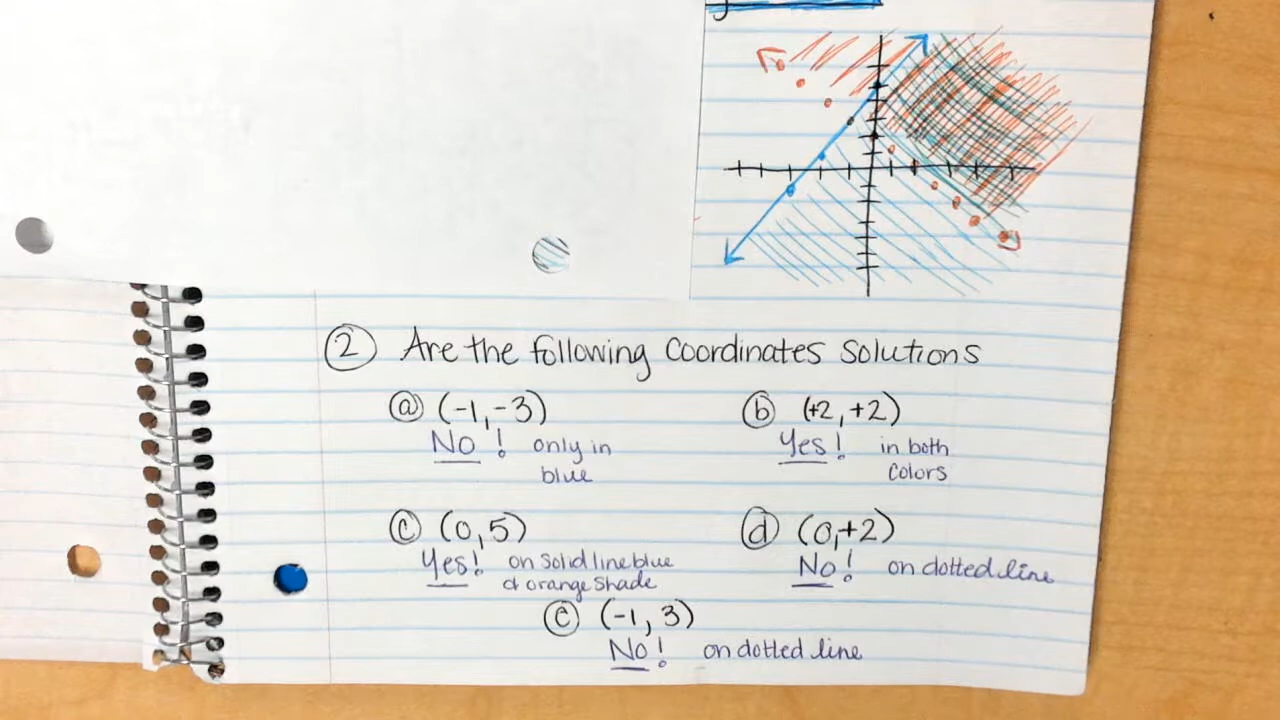 ② Are the following Coordinates Solutions
ⓐ (-1,-3)
No! only in
blue
ⓑ (+2,+2)
Yes! in both
Colors
ⓒ (0,5)
Yes! on solid line blue
& orange shade
ⓓ (0,+2)
No! on dotted line
ⓔ (-1,3)
No! on dotted line